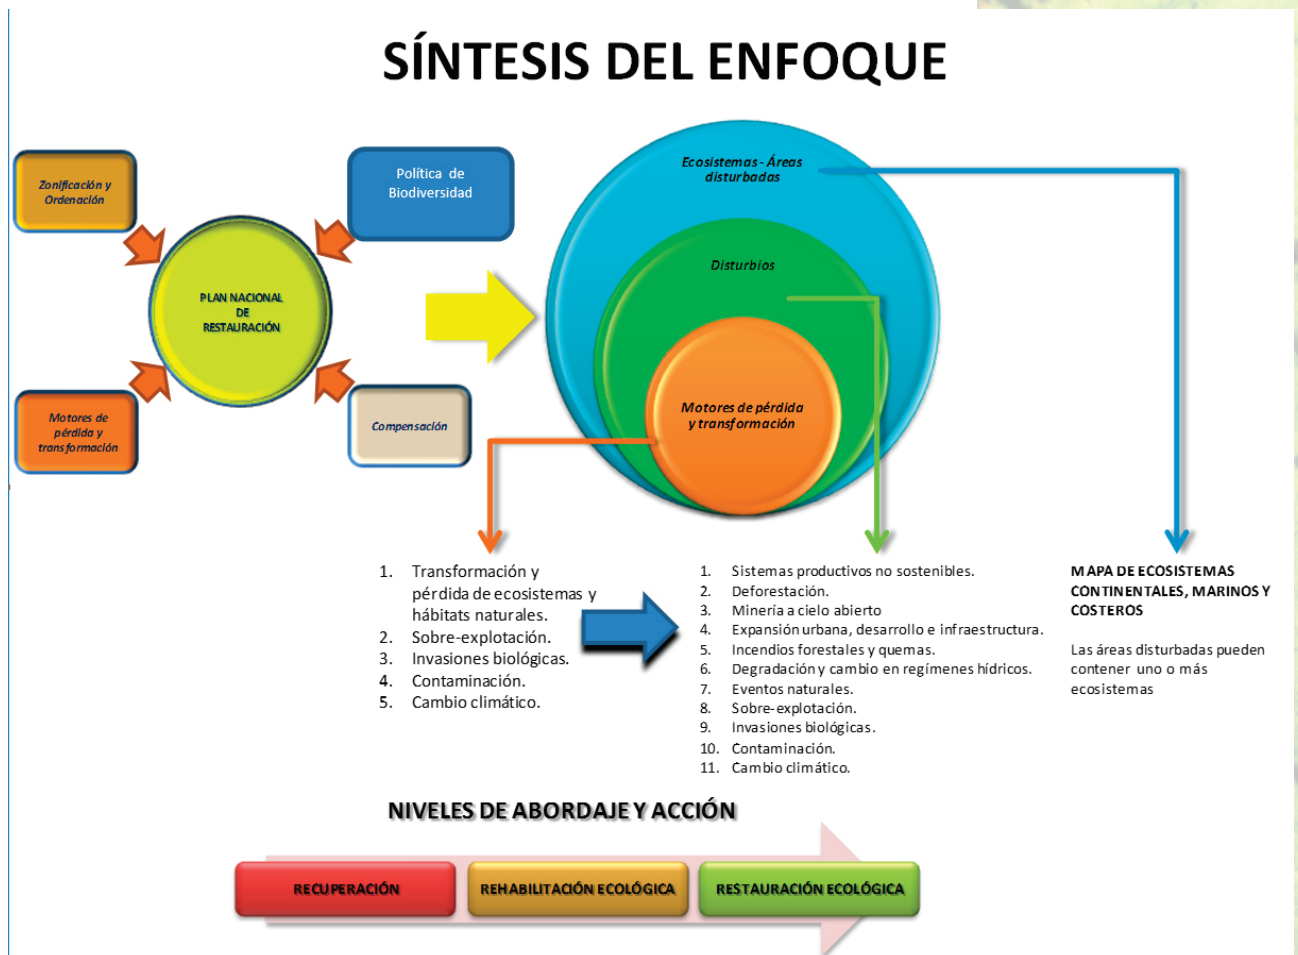 SÍNTESIS DEL ENFOQUE
Zonificación y
Ordenación
Política de
Biodiversidad
PLAN NACIONAL
DE
RESTAURACIÓN
Motores de
pérdida y
transformación
Compensación
Ecosistemas - Áreas
disturbadas
Disturbios
Motores de pérdida
y transformación
1. Transformación y
pérdida de ecosistemas y
hábitats naturales.
2. Sobre-explotación.
3. Invasiones biológicas.
4. Contaminación.
5. Cambio climático.
1. Sistemas productivos no sostenibles.
2. Deforestación.
3. Minería a cielo abierto
4. Expansión urbana, desarrollo e infraestructura.
5. Incendios forestales y quemas.
6. Degradación y cambio en regímenes hídricos.
7. Eventos naturales.
8. Sobre-explotación.
9. Invasiones biológicas.
10. Contaminación.
11. Cambio climático.
MAPA DE ECOSISTEMAS
CONTINENTALES, MARINOS Y
COSTEROS
Las áreas disturbadas pueden
contener uno o más
ecosistemas
NIVELES DE ABORDAJE Y ACCIÓN
RECUPERACIÓN
REHABILITACIÓN ECOLÓGICA
RESTAURACIÓN ECOLÓGICA